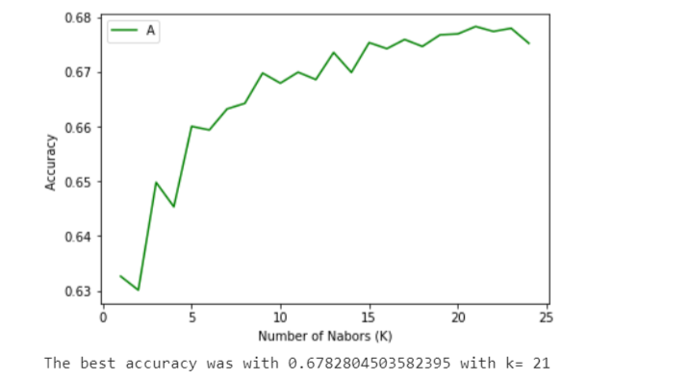 0.68
A
0.67
0.66
Accuracy
0.65
0.64
0.63
0 5 10 15 20 25
Number of Nabors (K)
The best accuracy was with 0.6782804503582395 with k= 21